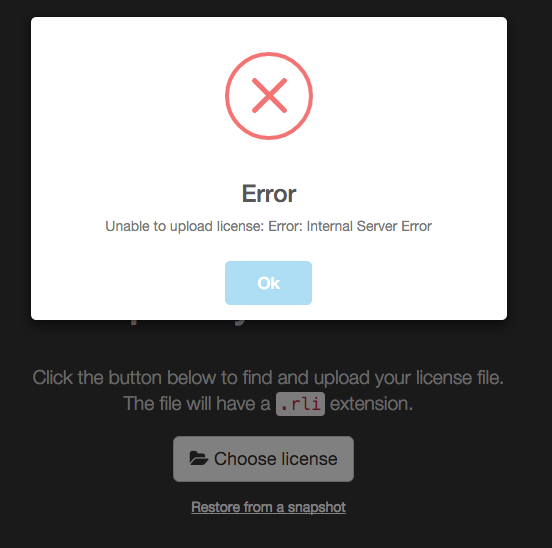 Error
Unable to upload license: Error: Internal Server Error
Ok
Click the button below to find and upload your license file.
The file will have a .rli extension.
Choose license
Restore from a snapshot